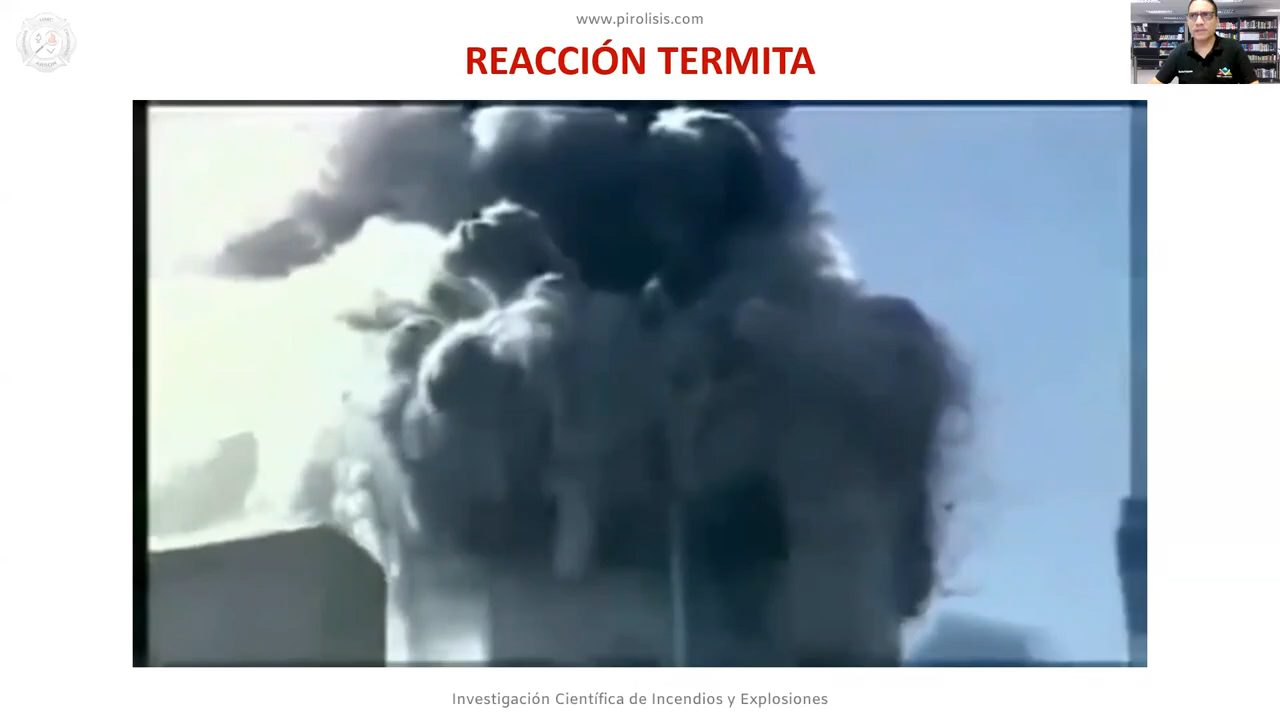 www.pirolisis.com
REACCIÓN TERMITA
Investigación Científica de Incendios y Explosiones